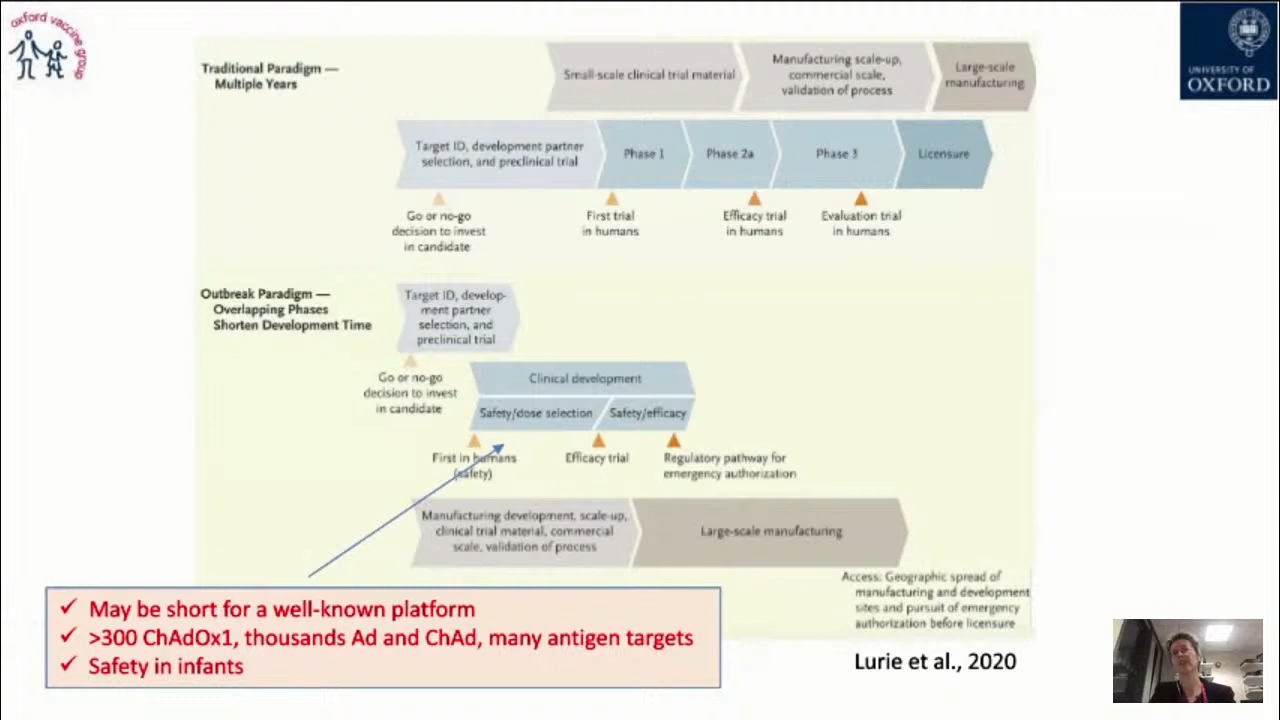 oxford vaccine group
UNIVERSITY OF
OXFORD
Traditional Paradigm —
Multiple Years
Small-scale clinical trial material
Manufacturing scale-up,
commercial scale,
validation of process
Large-scale
manufacturing
Target ID, development partner
selection, and preclinical trial
Phase 1
Phase 2a
Phase 3
Licensure
Go or no-go
decision to invest
in candidate
First trial
in humans
Efficacy trial
in humans
Evaluation trial
in humans
Outbreak Paradigm —
Overlapping Phases
Shorten Development Time
Target ID, develop-
ment partner
selection, and
preclinical trial
Go or no-go
decision to invest
in candidate
Clinical development
Safety/dose selection
Safety/efficacy
First in humans
(safety)
Efficacy trial
Regulatory pathway for
emergency authorization
Manufacturing development, scale-up,
clinical trial material, commercial
scale, validation of process
Large-scale manufacturing
Access: Geographic spread of
manufacturing and development
sites and pursuit of emergency
authorization before licensure
✓ May be short for a well-known platform
✓ >300 ChAdOx1, thousands Ad and ChAd, many antigen targets
✓ Safety in infants
Lurie et al., 2020